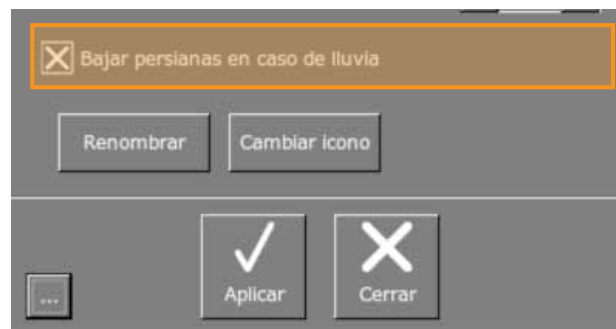 Bajar persianas en caso de lluvia
Renombrar
Cambiar icono
Aplicar
Cerrar
...